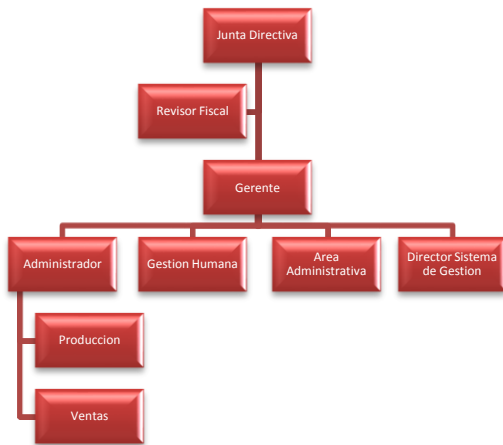 Junta Directiva
Revisor Fiscal
Gerente
Administrador
Gestion Humana
Area
Administrativa
Director Sistema
de Gestion
Produccion
Ventas